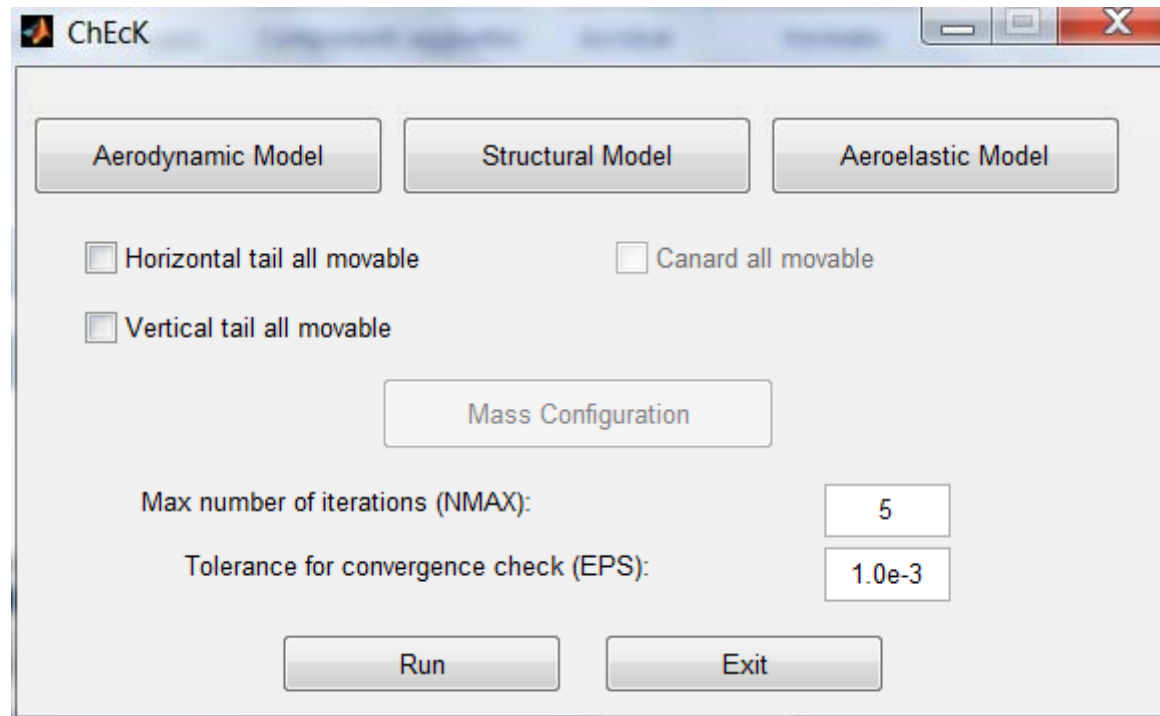 ChEcK
Aerodynamic Model Structural Model Aeroelastic Model
Horizontal tail all movable Canard all movable
Vertical tail all movable
Mass Configuration
Max number of iterations (NMAX): 5
Tolerance for convergence check (EPS): 1.0e-3
Run Exit